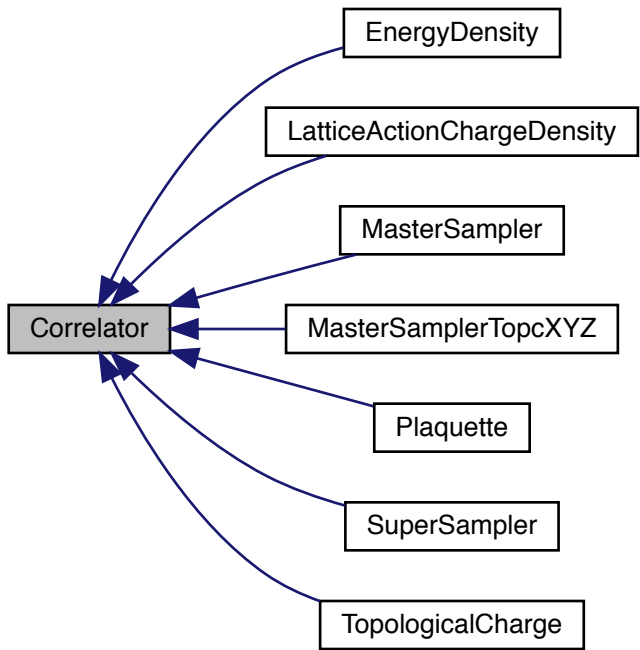 EnergyDensity
LatticeActionChargeDensity
MasterSampler
Correlator
MasterSamplerTopcXYZ
Plaquette
SuperSampler
TopologicalCharge